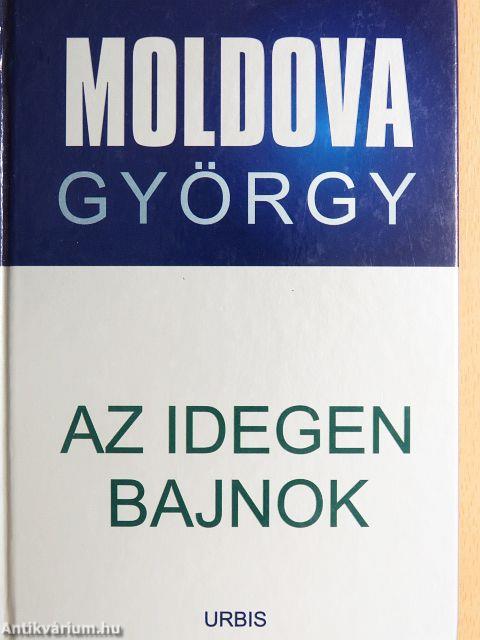 MOLDOVA
GYÖRGY
AZ IDEGEN
BAJNOK
URBIS
Antikvárium.hu